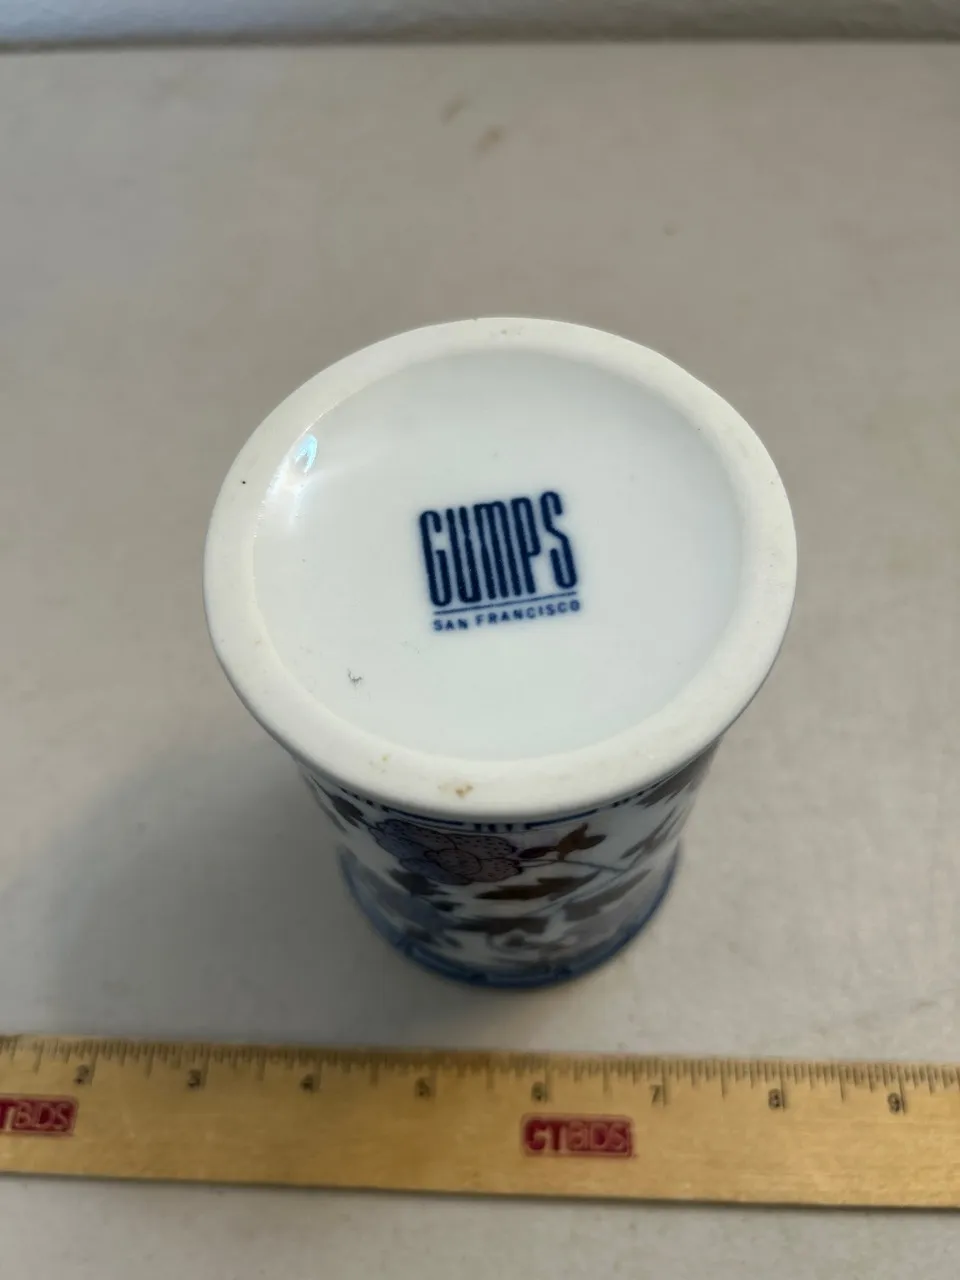 GUMPS
SAN FRANCISCO
2 3 4 5 6 7 8 9
CTBIDS CTBIDS